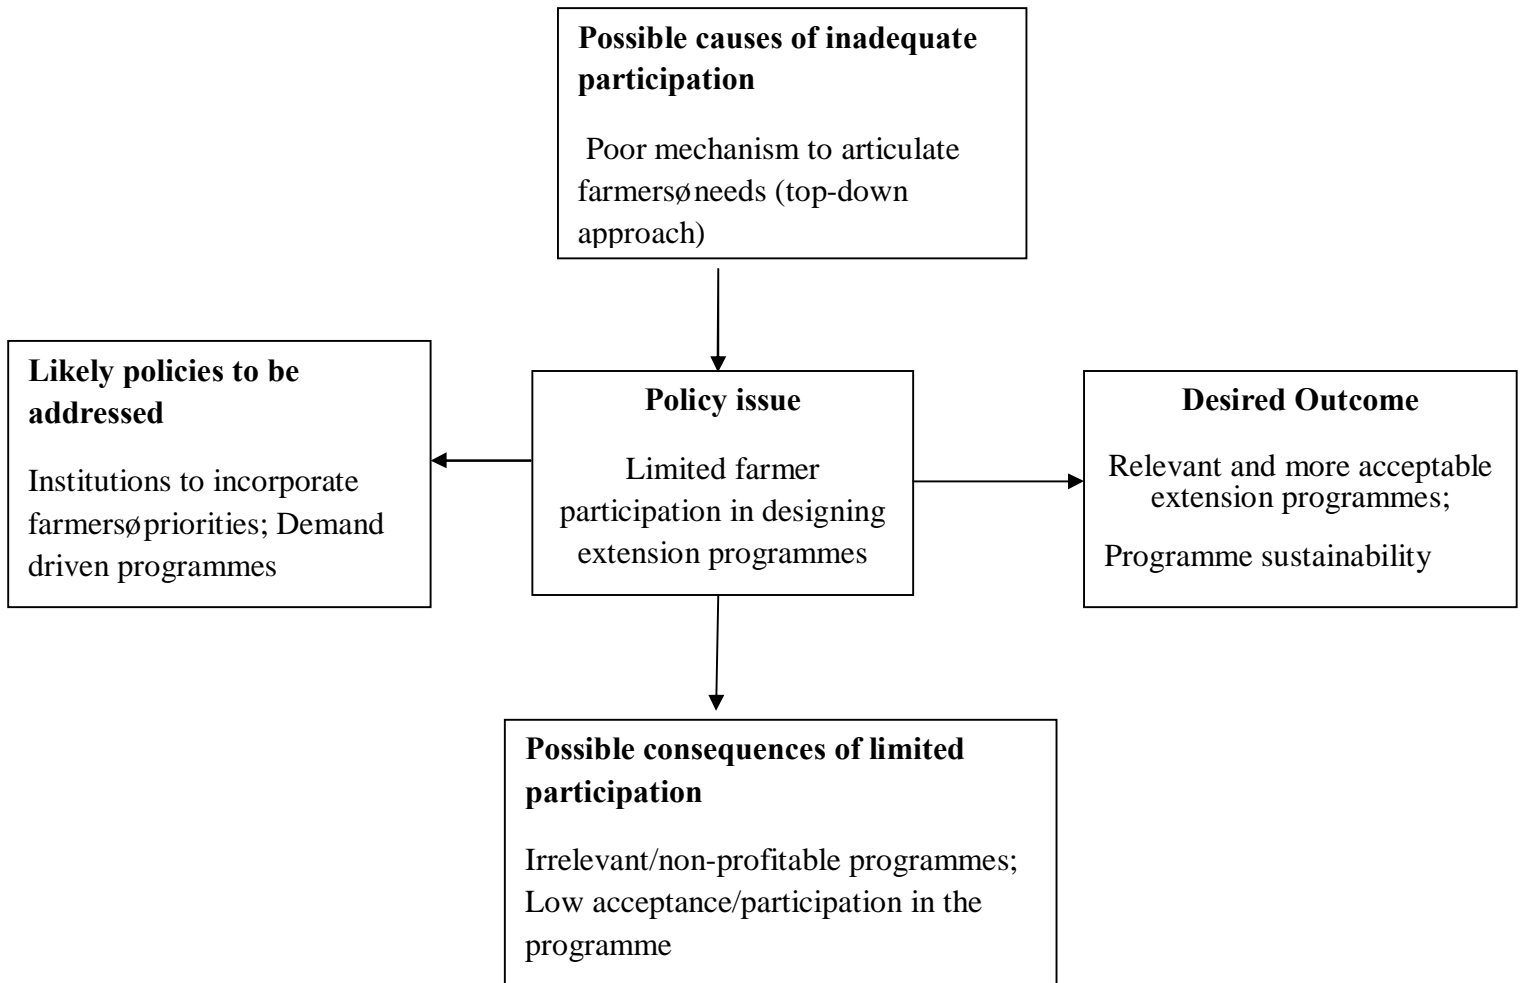 Possible causes of inadequate
participation
Poor mechanism to articulate
farmersø needs (top-down
approach)
Likely policies to be
addressed
Institutions to incorporate
farmersø priorities; Demand
driven programmes
Policy issue
Limited farmer
participation in designing
extension programmes
Desired Outcome
Relevant and more acceptable
extension programmes;
Programme sustainability
Possible consequences of limited
participation
Irrelevant/non-profitable programmes;
Low acceptance/participation in the
programme